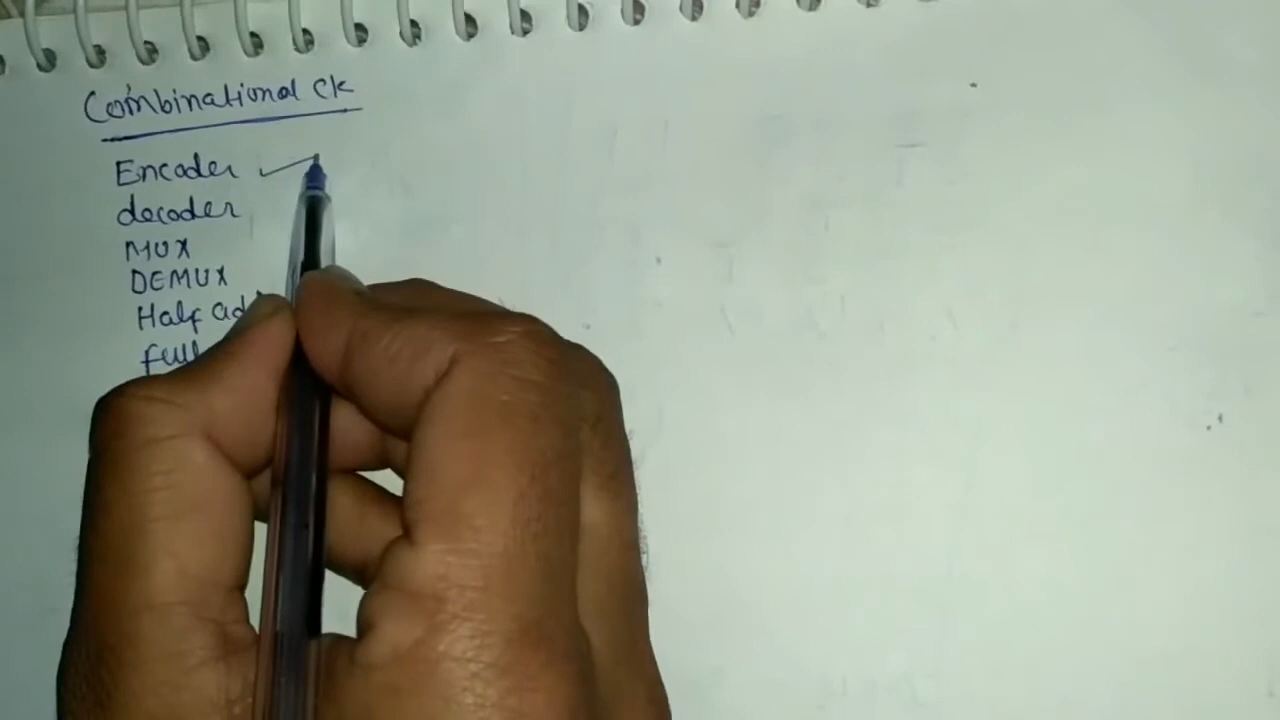 Combinational Ck
Encoder
decoder
MUX
DEMUX
Half
full